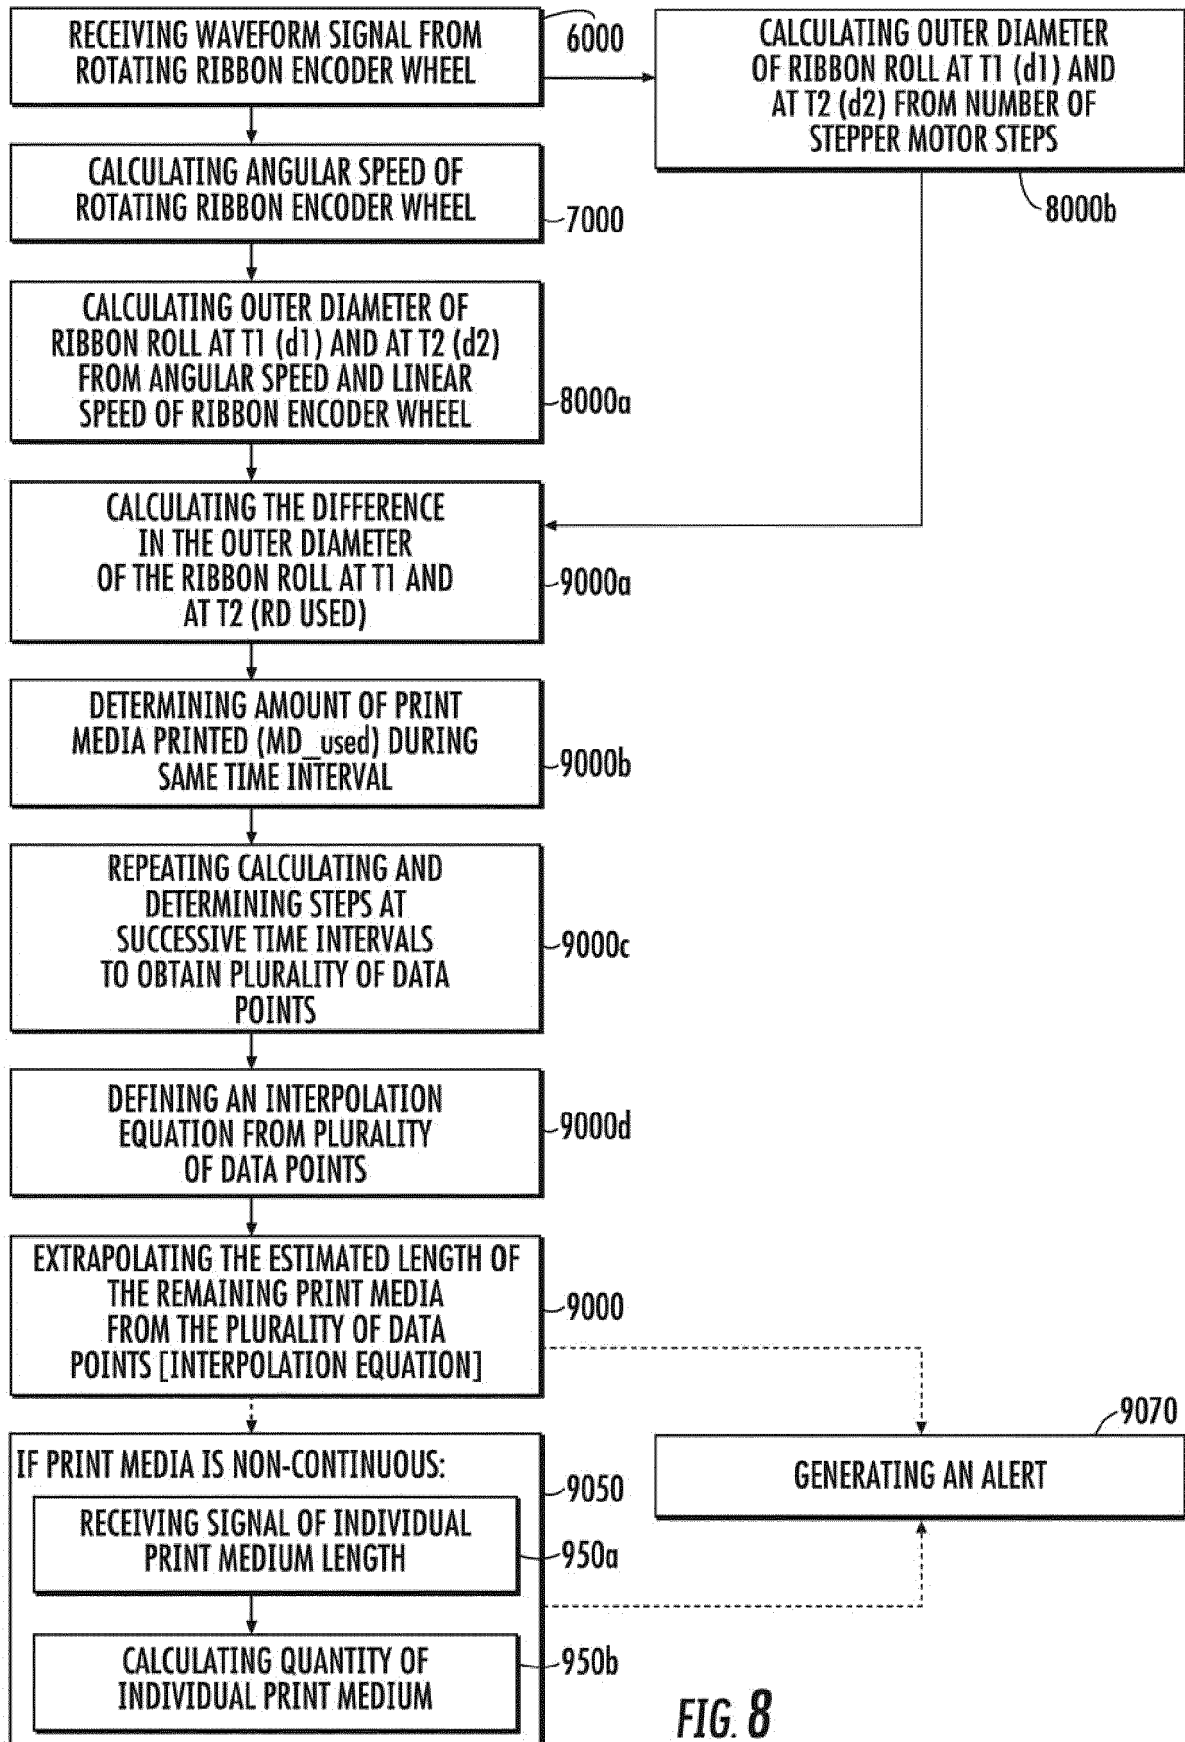 RECEIVING WAVEFORM SIGNAL FROM
ROTATING RIBBON ENCODER WHEEL
6000
CALCULATING OUTER DIAMETER
OF RIBBON ROLL AT T1 (d1) AND
AT T2 (d2) FROM NUMBER OF
STEPPER MOTOR STEPS
8000b
CALCULATING ANGULAR SPEED OF
ROTATING RIBBON ENCODER WHEEL
7000
CALCULATING OUTER DIAMETER OF
RIBBON ROLL AT T1 (d1) AND AT T2 (d2)
FROM ANGULAR SPEED AND LINEAR
SPEED OF RIBBON ENCODER WHEEL
8000a
CALCULATING THE DIFFERENCE
IN THE OUTER DIAMETER
OF THE RIBBON ROLL AT T1 AND
AT T2 (RD USED)
9000a
DETERMINING AMOUNT OF PRINT
MEDIA PRINTED (MD_used) DURING
SAME TIME INTERVAL
9000b
REPEATING CALCULATING AND
DETERMINING STEPS AT
SUCCESSIVE TIME INTERVALS
TO OBTAIN PLURALITY OF DATA
POINTS
9000c
DEFINING AN INTERPOLATION
EQUATION FROM PLURALITY
OF DATA POINTS
9000d
EXTRAPOLATING THE ESTIMATED LENGTH OF
THE REMAINING PRINT MEDIA
FROM THE PLURALITY OF DATA
POINTS [INTERPOLATION EQUATION]
9000
IF PRINT MEDIA IS NON-CONTINUOUS:
9050
RECEIVING SIGNAL OF INDIVIDUAL
PRINT MEDIUM LENGTH
950a
CALCULATING QUANTITY OF
INDIVIDUAL PRINT MEDIUM
950b
9070
GENERATING AN ALERT
FIG. 8